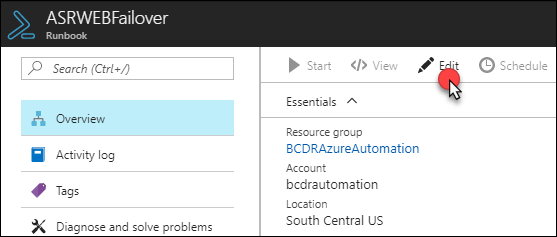 ASRWEBFailover
Runbook
Search (Ctrl+/)
Overview
Activity log
Tags
Diagnose and solve problems
Start </> View Edit Schedule
Essentials
Resource group
BCDRAzureAutomation
Account
bcdrautomation
Location
South Central US